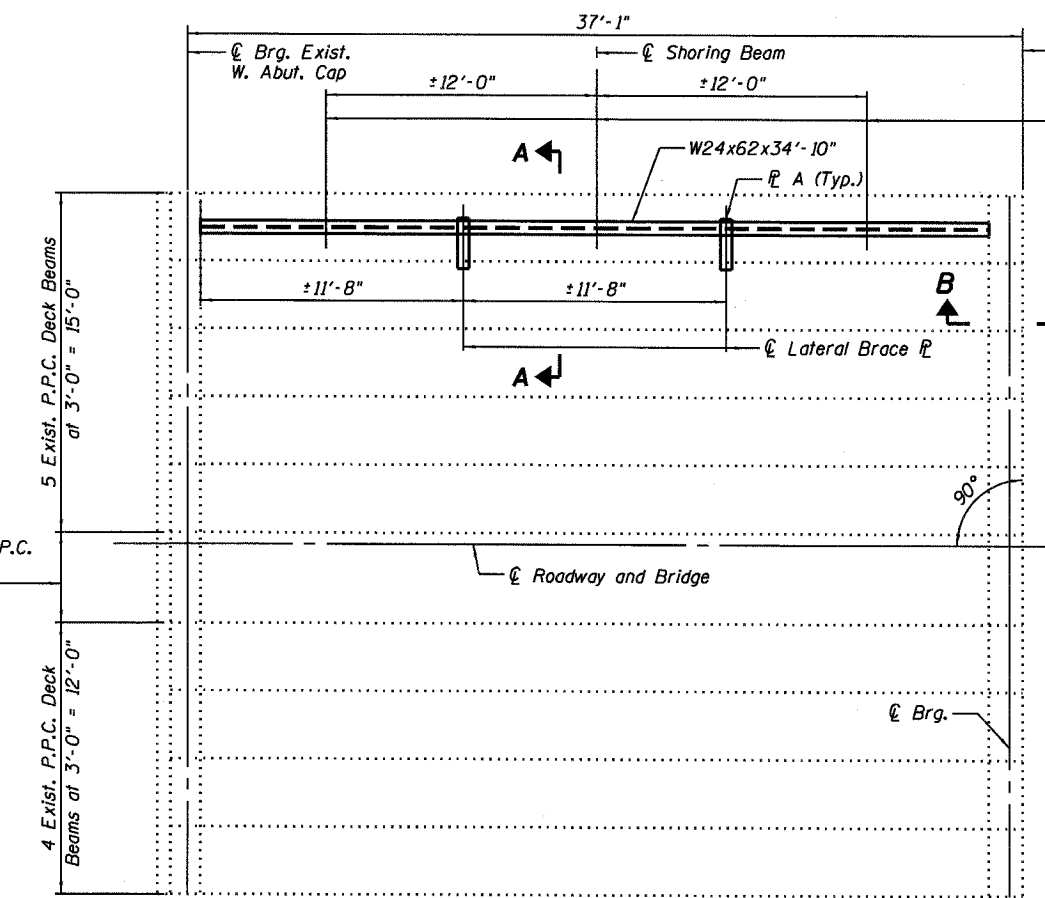 37'-1"
℄ Brg. Exist.
W. Abut. Cap
℄ Shoring Beam
±12'-0"
±12'-0"
A
W24x62x34'-10"
℄ A (Typ.)
±11'-8"
±11'-8"
B
℄ Lateral Brace ⅊
A
5 Exist. P.P.C. Deck Beams
at 3'-0" = 15'-0"
90°
P.C.
℄ Roadway and Bridge
4 Exist. P.P.C. Deck
Beams at 3'-0" = 12'-0"
℄ Brg.